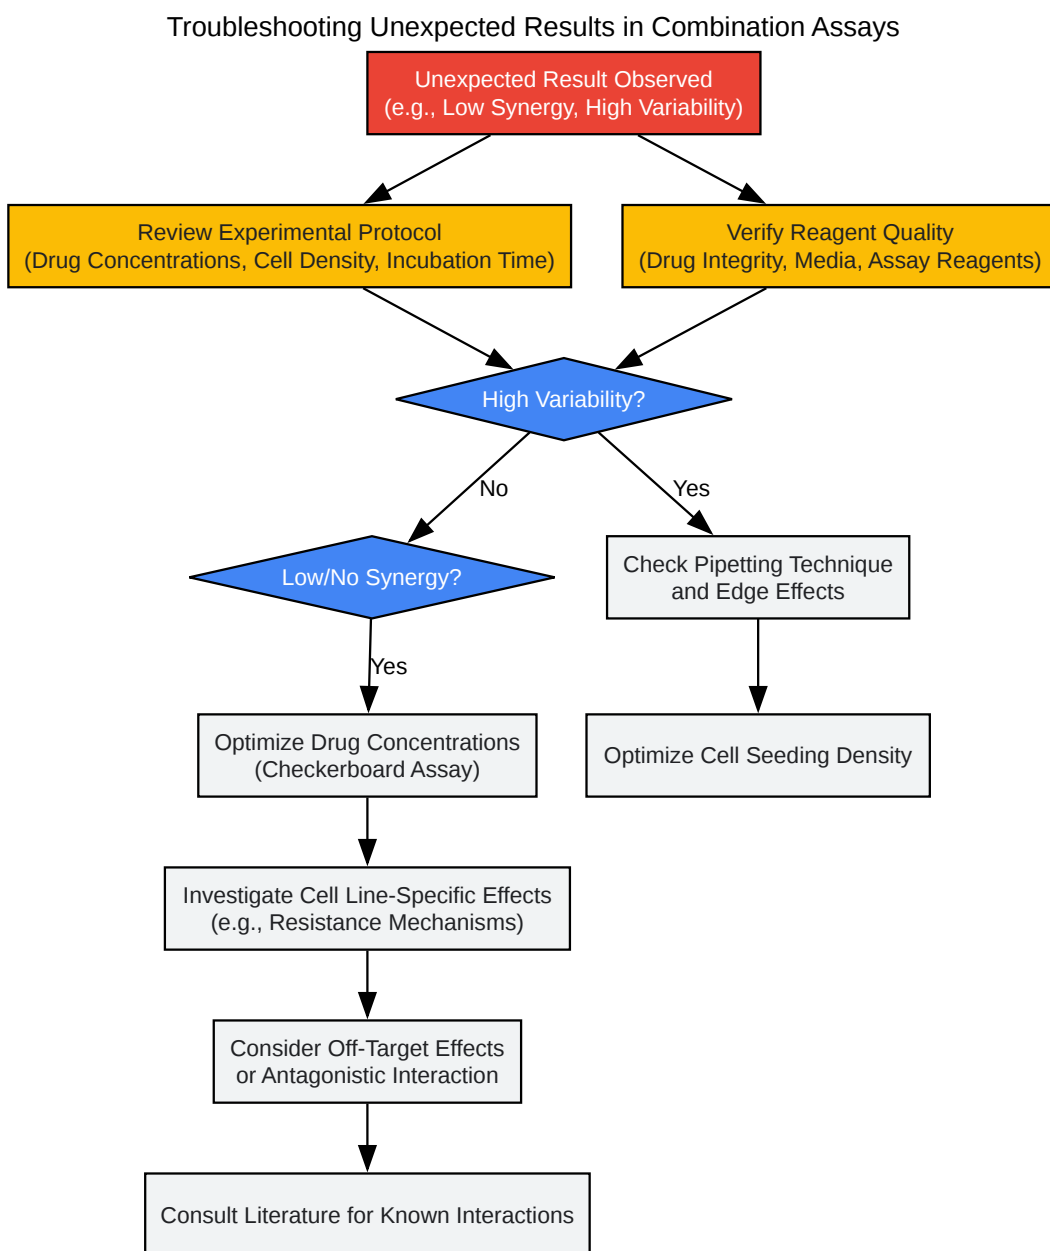 Troubleshooting Unexpected Results in Combination Assays
Unexpected Result Observed
(e.g., Low Synergy, High Variability)
Review Experimental Protocol
(Drug Concentrations, Cell Density, Incubation Time)
Verify Reagent Quality
(Drug Integrity, Media, Assay Reagents)
High Variability?
No
Yes
Low/No Synergy?
Check Pipetting Technique
and Edge Effects
Yes
Optimize Drug Concentrations
(Checkerboard Assay)
Optimize Cell Seeding Density
Investigate Cell Line-Specific Effects
(e.g., Resistance Mechanisms)
Consider Off-Target Effects
or Antagonistic Interaction
Consult Literature for Known Interactions